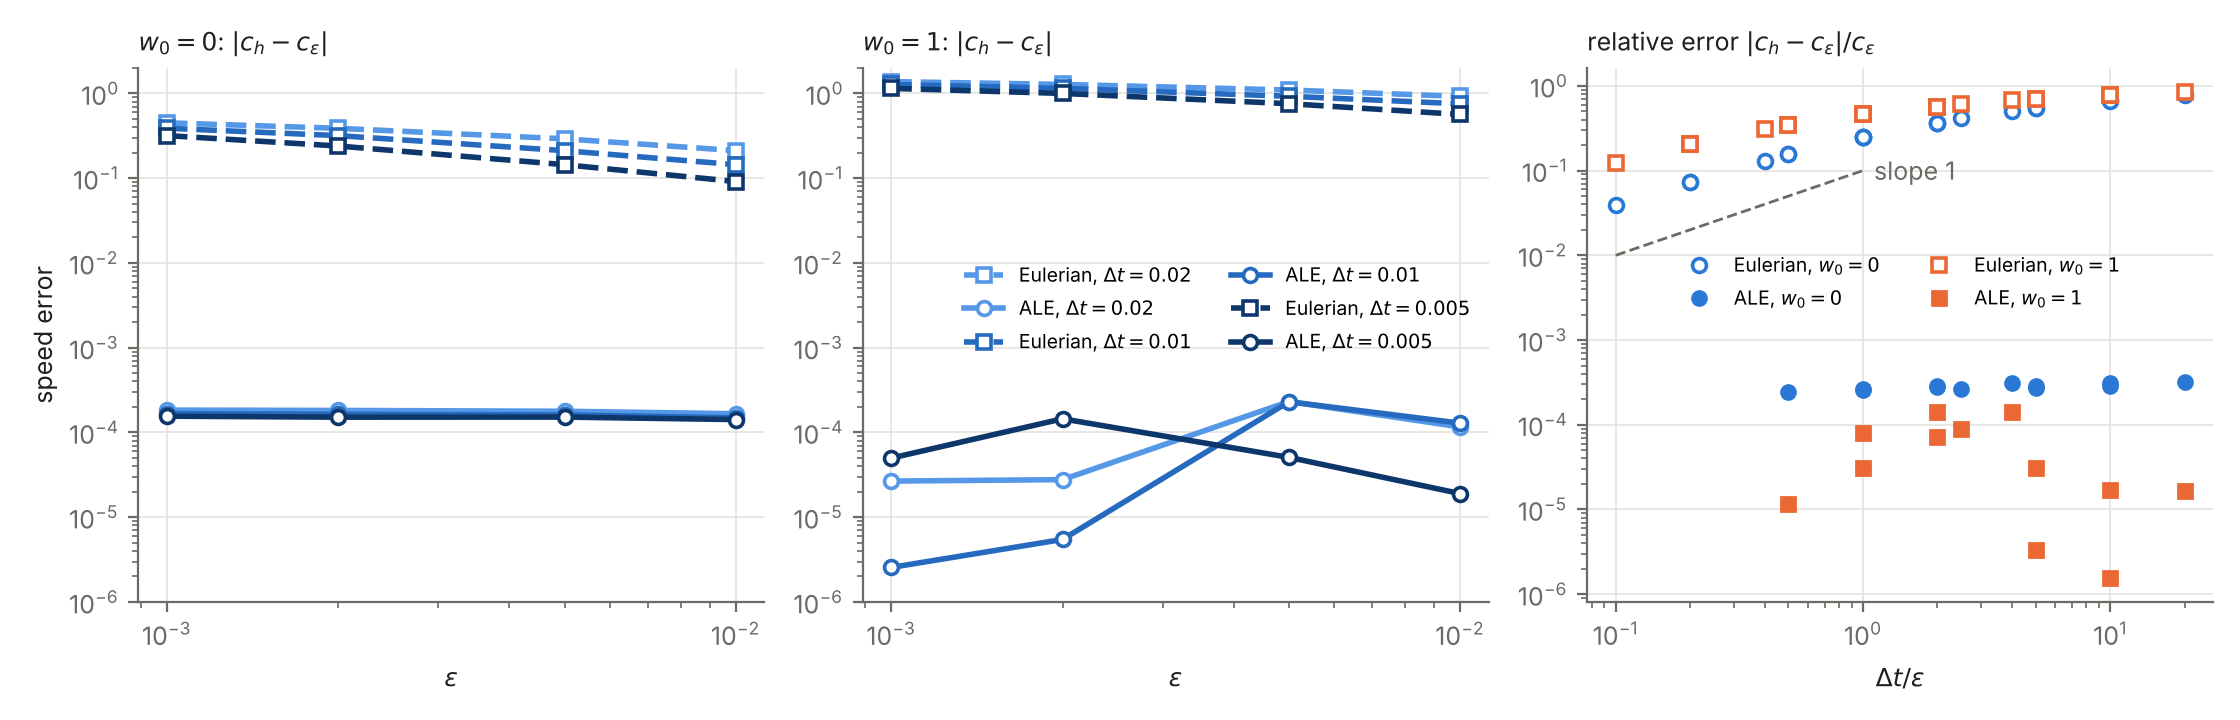 w₀ = 0: |cₕ − c_ε|
speed error
10⁰
10⁻¹
10⁻²
10⁻³
10⁻⁴
10⁻⁵
10⁻⁶
10⁻³
10⁻²
ε
w₀ = 1: |cₕ − c_ε|
10⁰
10⁻¹
10⁻²
10⁻³
10⁻⁴
10⁻⁵
10⁻⁶
Eulerian, Δt = 0.02
ALE, Δt = 0.02
Eulerian, Δt = 0.01
ALE, Δt = 0.01
Eulerian, Δt = 0.005
ALE, Δt = 0.005
10⁻³
10⁻²
ε
relative error |cₕ − c_ε|/c_ε
10⁰
10⁻¹
10⁻²
10⁻³
10⁻⁴
10⁻⁵
10⁻⁶
slope 1
Eulerian, w₀ = 0
ALE, w₀ = 0
Eulerian, w₀ = 1
ALE, w₀ = 1
10⁻¹
10⁰
10¹
Δt/ε